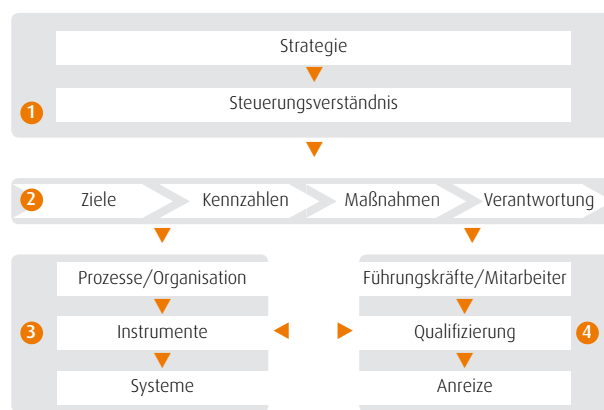 Strategie
1
Steuerungsverständnis
2 Ziele Kennzahlen Maßnahmen Verantwortung
Prozesse/Organisation
3 Instrumente
Systeme
Führungskräfte/Mitarbeiter
Qualifizierung 4
Anreize